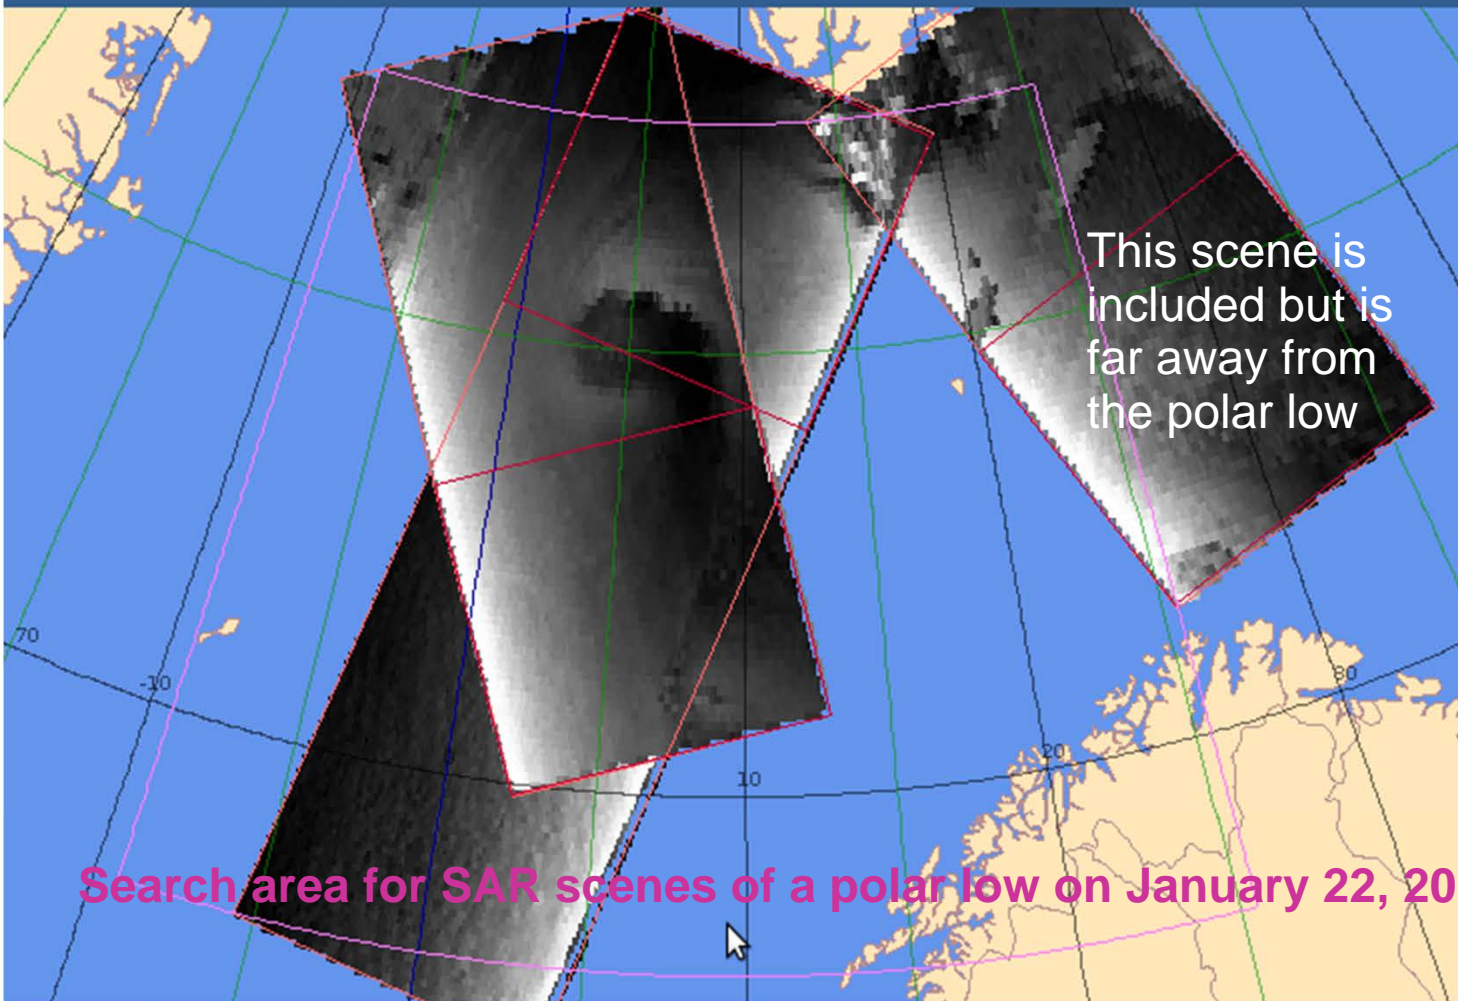 This scene is
included but is
far away from
the polar low
70
-10
80
20
10
Search area for SAR scenes of a polar low on January 22, 20